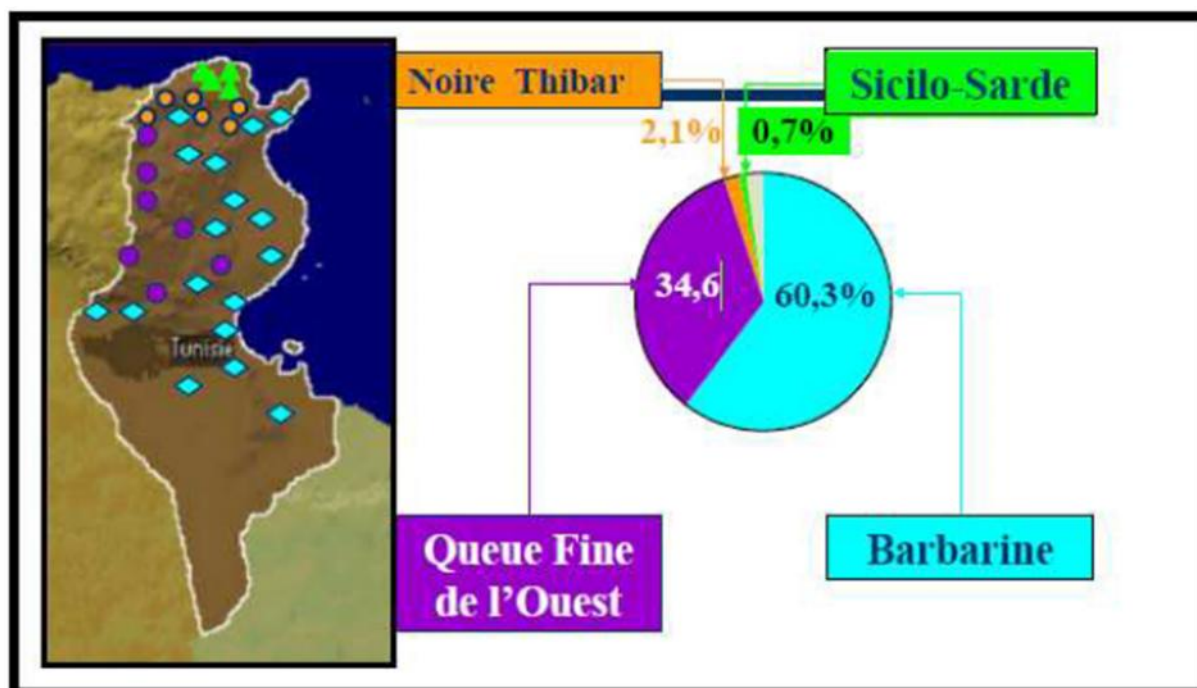 Noire Thibar
Sicilo-Sarde
2,1%
0,7%
34,6
60,3%
Tunisie
Queue Fine
de l’Ouest
Barbarine